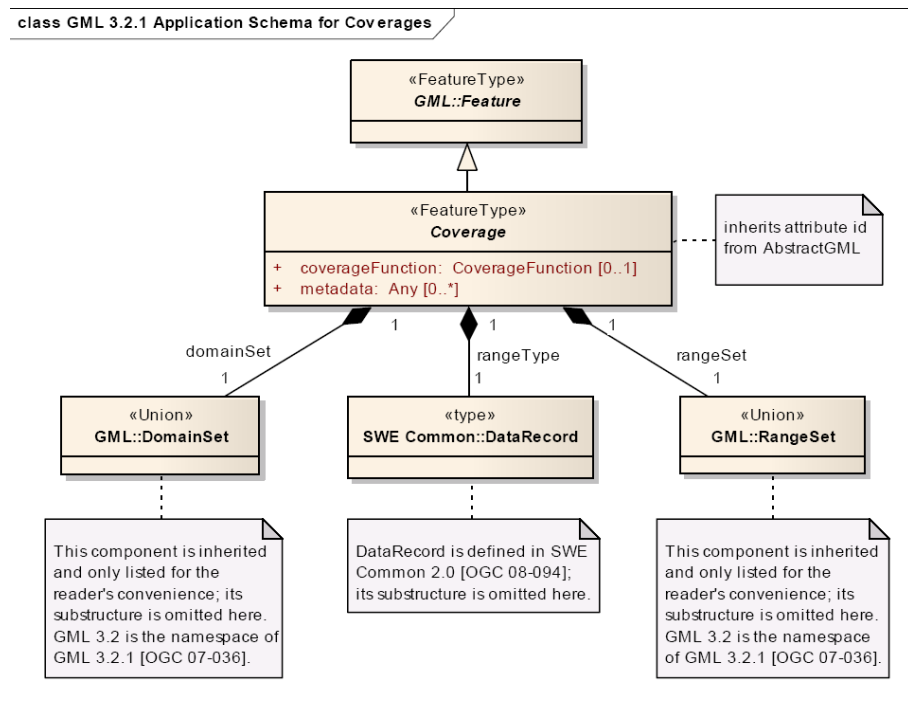 class GML 3.2.1 Application Schema for Coverages
«FeatureType»
GML::Feature
«FeatureType»
Coverage
+ coverageFunction: CoverageFunction [0..1]
+ metadata: Any [0..*]
inherits attribute id
from AbstractGML
1
1
1
domainSet
rangeType
rangeSet
1
1
1
«Union»
GML::DomainSet
«type»
SWE Common::DataRecord
«Union»
GML::RangeSet
This component is inherited
and only listed for the
reader's convenience; its
substructure is omitted here.
GML 3.2 is the namespace of
GML 3.2.1 [OGC 07-036].
DataRecord is defined in SWE
Common 2.0 [OGC 08-094];
its substructure is omitted here.
This component is inherited
and only listed for the
reader's convenience; its
substructure is omitted here.
GML 3.2 is the namespace
of GML 3.2.1 [OGC 07-036].